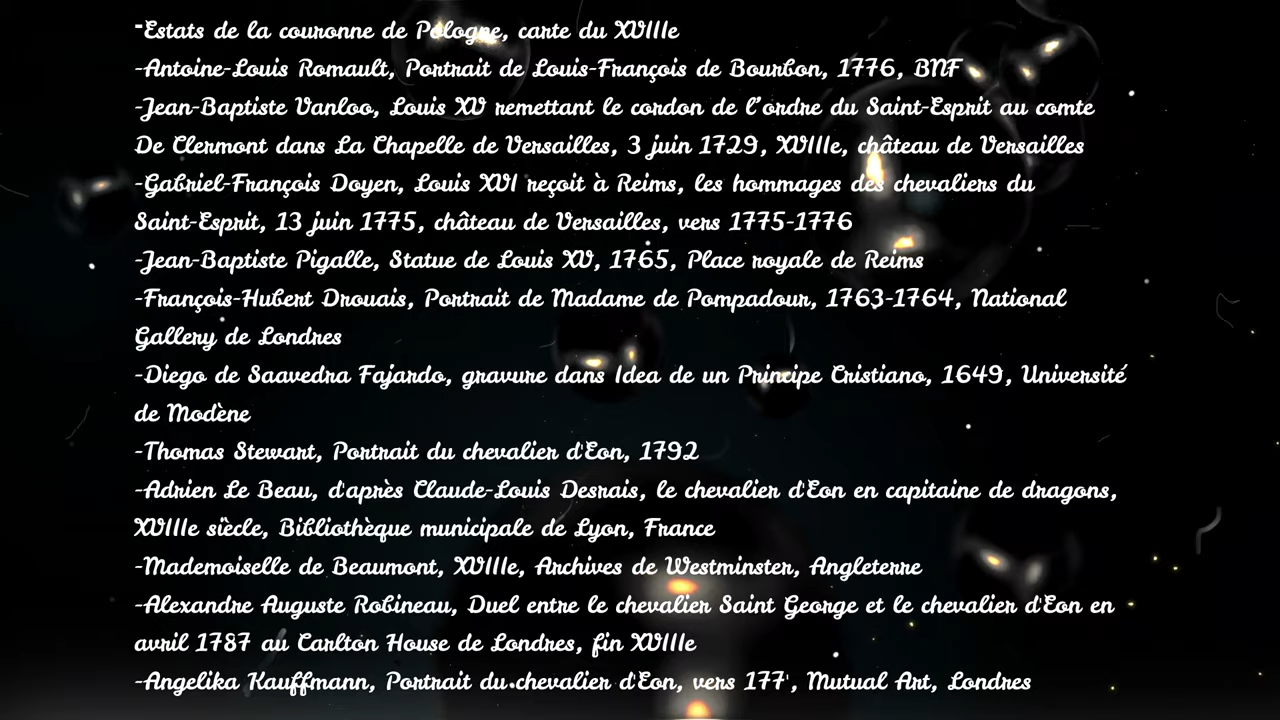 -Estats de la couronne de Pologne, carte du XVIIIe
-Antoine-Louis Romault, Portrait de Louis-François de Bourbon, 1776, BNF
-Jean-Baptiste Vanloo, Louis XV remettant le cordon de l'ordre du Saint-Esprit au comte
De Clermont dans La Chapelle de Versailles, 3 juin 1729, XVIIIe, château de Versailles
-Gabriel-François Doyen, Louis XVI reçoit à Reims, les hommages des chevaliers du
Saint-Esprit, 13 juin 1775, château de Versailles, vers 1775-1776
-Jean-Baptiste Pigalle, Statue de Louis XV, 1765, Place royale de Reims
-François-Hubert Drouais, Portrait de Madame de Pompadour, 1763-1764, National
Gallery de Londres
-Diego de Saavedra Fajardo, gravure dans Idea de un Principe Cristiano, 1649, Université
de Modène
-Thomas Stewart, Portrait du chevalier d'Eon, 1792
-Adrien Le Beau, d'après Claude-Louis Desrais, le chevalier d'Eon en capitaine de dragons,
XVIIIe siècle, Bibliothèque municipale de Lyon, France
-Mademoiselle de Beaumont, XVIIIe, Archives de Westminster, Angleterre
-Alexandre Auguste Robineau, Duel entre le chevalier Saint George et le chevalier d'Eon en
avril 1787 au Carlton House de Londres, fin XVIIIe
-Angelika Kauffmann, Portrait du chevalier d'Eon, vers 177', Mutual Art, Londres